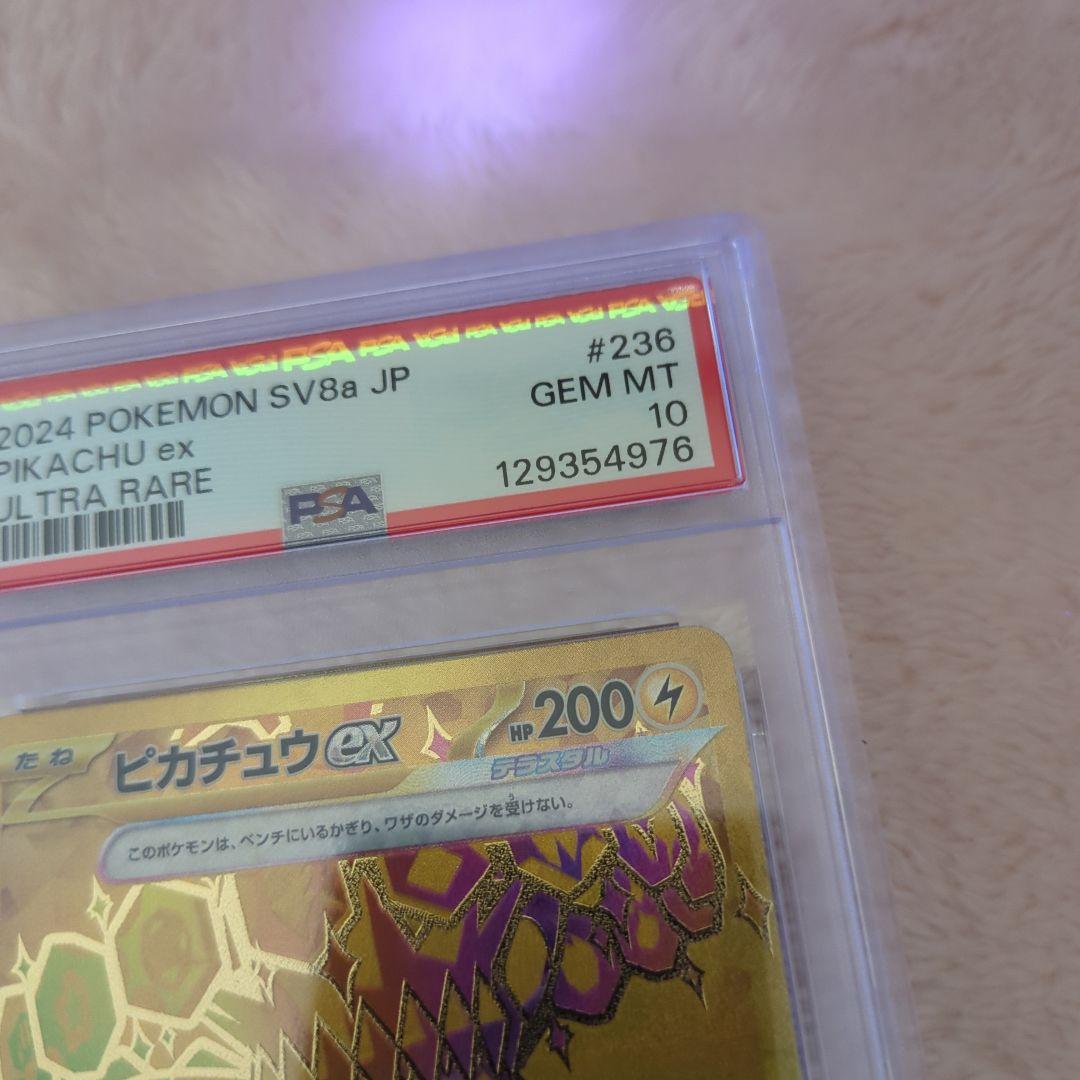 2024 POKEMON SV8a JP
#236
PIKACHU ex
GEM MT
ULTRA RARE
10
129354976
PSA
たね
ピカチュウex
HP200
テラスタル
このポケモンは、ベンチにいるかぎり、ワザのダメージを受けない。